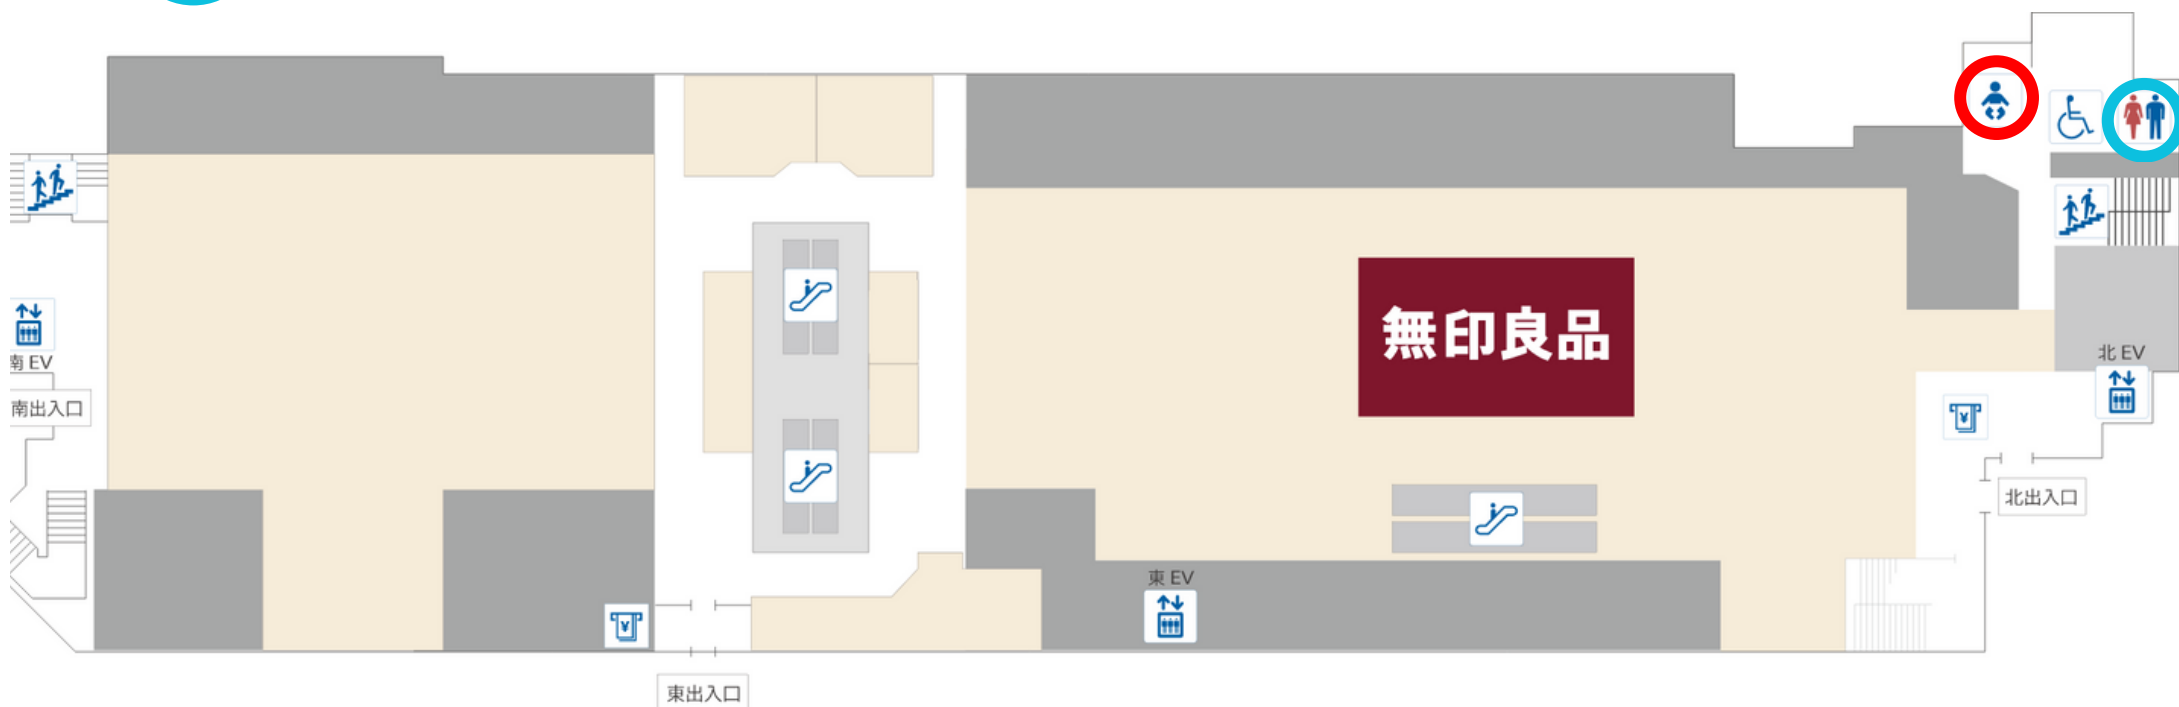 無印良品
南 EV
南出入口
北 EV
北出入口
東 EV
東出入口
¥
¥